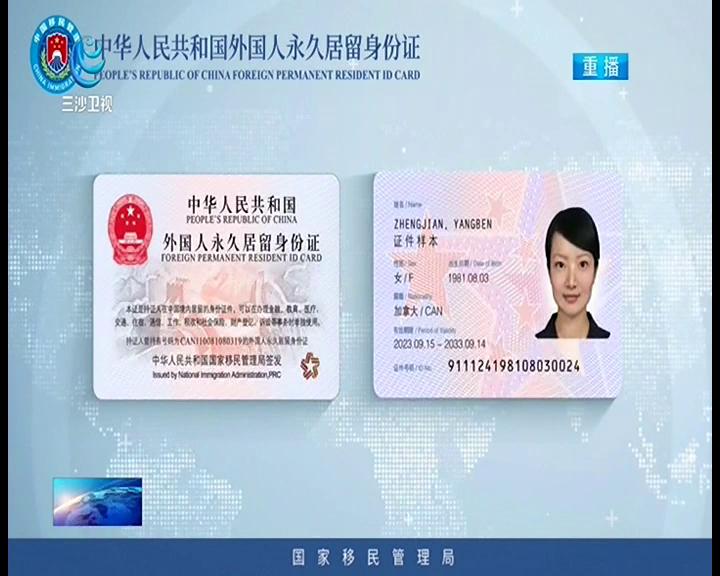 中华人民共和国外国人永久居留身份证
PEOPLE'S REPUBLIC OF CHINA FOREIGN PERMANENT RESIDENT ID CARD
三沙卫视
重播
中华人民共和国
PEOPLE'S REPUBLIC OF CHINA
外国人永久居留身份证
FOREIGN PERMANENT RESIDENT ID CARD
本证是持证人在中国境内居留的身份证件，可以在办理金融、教育、医疗、
交通、住宿、通信、工作、税收和社会保险、财产登记、诉讼等事务时单独使用。
持证人曾持有号码为CAN110081080319的外国人永久居留身份证
中华人民共和国国家移民管理局签发
Issued by National Immigration Administration,PRC
姓名 / Name
ZHENGJIAN, YANGBEN
证件样本
性别 / Sex 出生日期 / Date of Birth
女 / F 1981.08.03
国籍 / Nationality
加拿大 / CAN
有效期限 / Period of Validity
2023.09.15 – 2033.09.14
证件号码 / ID No. 911124198108030024
国家移民管理局